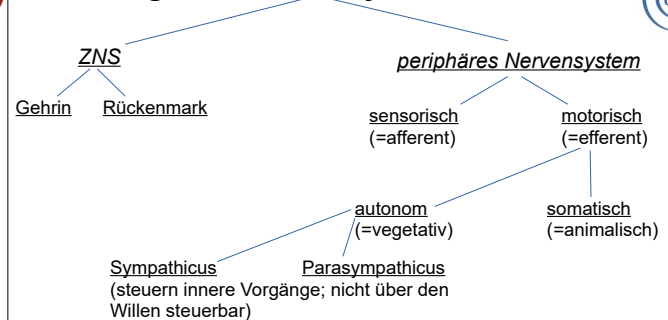 ZNS
periphäres Nervensystem
Gehrin
Rückenmark
sensorisch
(=afferent)
motorisch
(=efferent)
autonom
(=vegetativ)
somatisch
(=animalisch)
Sympathicus
Parasympathicus
(steuern innere Vorgänge; nicht über den
Willen steuerbar)